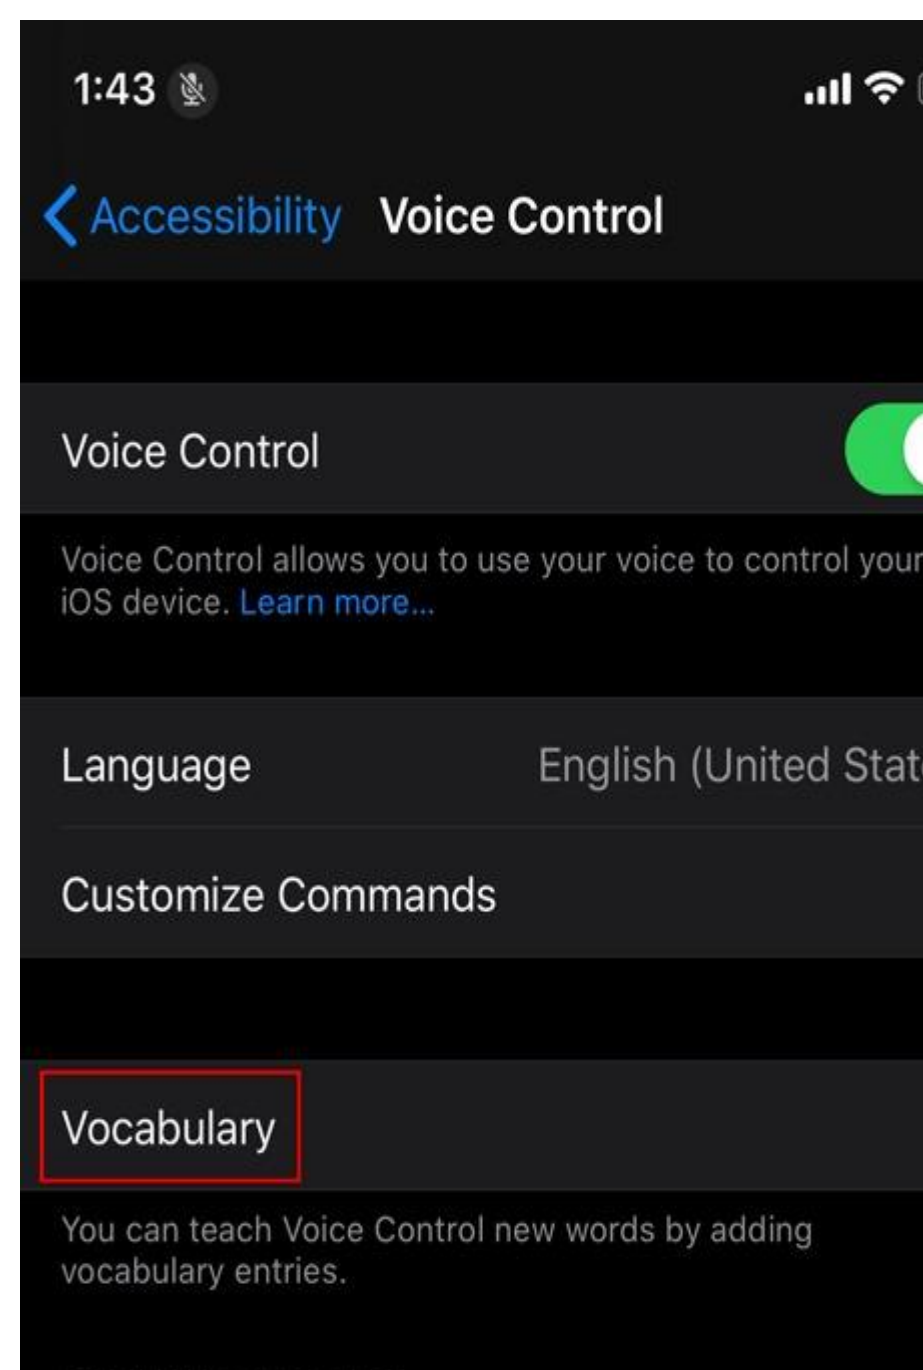 1:43
Accessibility Voice Control
Voice Control
Voice Control allows you to use your voice to control your
iOS device. Learn more...
Language English (United State
Customize Commands
Vocabulary
You can teach Voice Control new words by adding
vocabulary entries.